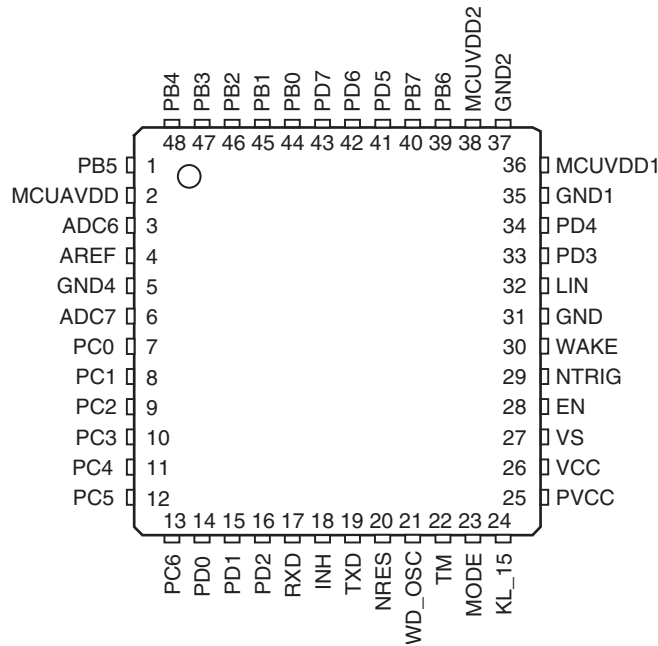 PB4 PB3 PB2 PB1 PB0 PD7 PD6 PD5 PB7 PB6 MCUVDD2 GND2
48 47 46 45 44 43 42 41 40 39 38 37
PB5 1 36 MCUVDD1
MCUAVDD 2 35 GND1
ADC6 3 34 PD4
AREF 4 33 PD3
GND4 5 32 LIN
ADC7 6 31 GND
PC0 7 30 WAKE
PC1 8 29 NTRIG
PC2 9 28 EN
PC3 10 27 VS
PC4 11 26 VCC
PC5 12 25 PVCC
13 14 15 16 17 18 19 20 21 22 23 24
PC6 PD0 PD1 PD2 RXD INH TXD NRES WD_OSC TM MODE KL_15